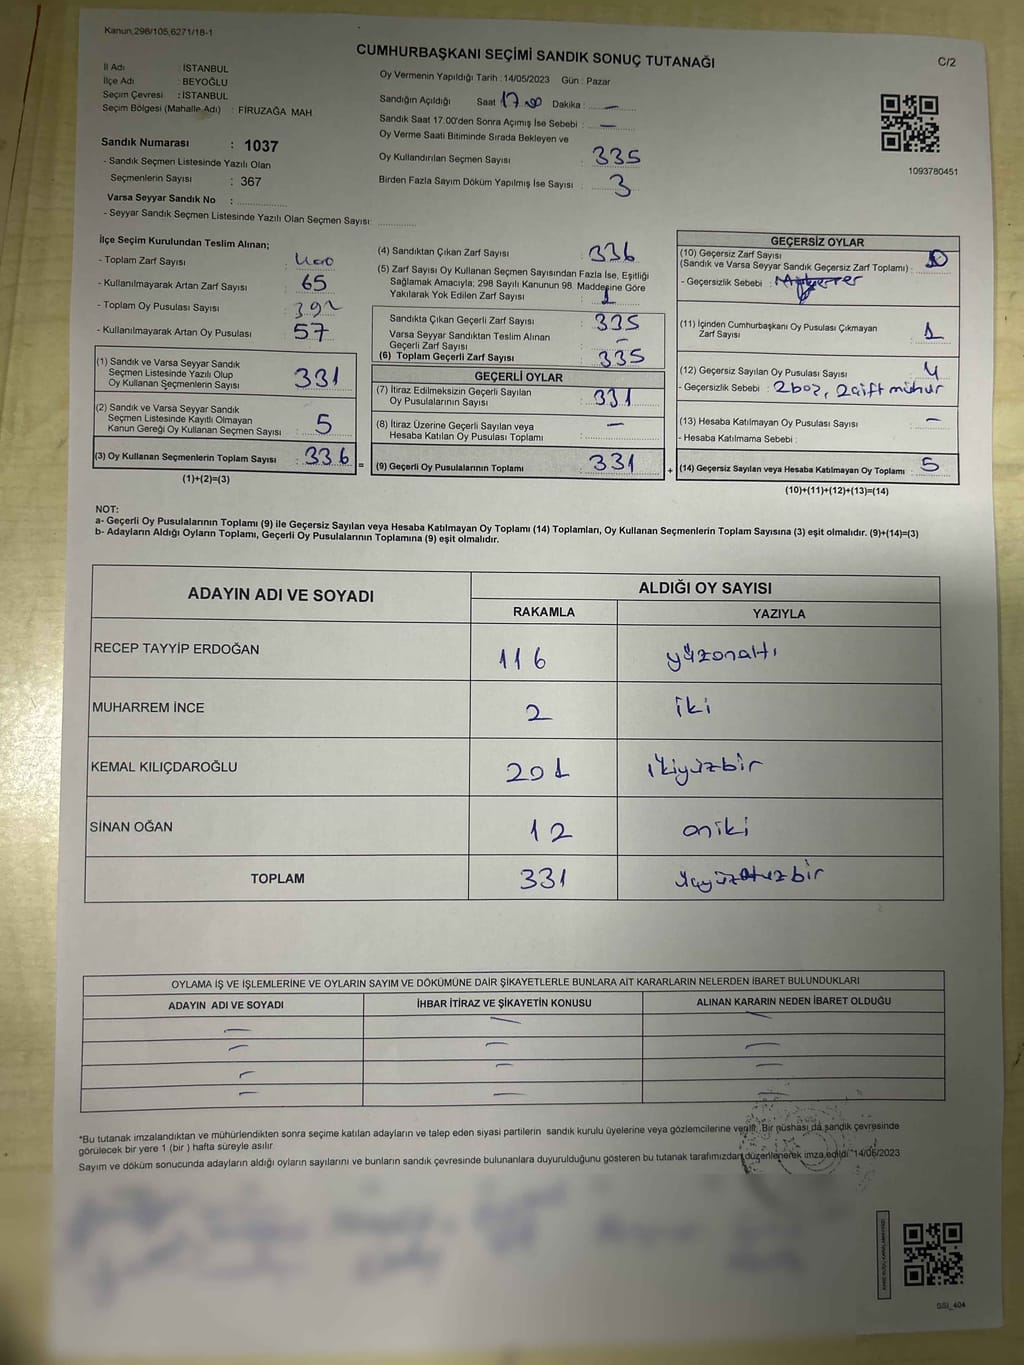 Kanun,298/105,6271/18-1
CUMHURBAŞKANI SEÇİMİ SANDIK SONUÇ TUTANAĞI
C/2
İl Adı : İSTANBUL
İlçe Adı : BEYOĞLU
Seçim Çevresi : İSTANBUL
Seçim Bölgesi (Mahalle Adı) : FİRUZAĞA MAH
Sandık Numarası : 1037
- Sandık Seçmen Listesinde Yazılı Olan
Seçmenlerin Sayısı : 367
Varsa Seyyar Sandık No :
- Seyyar Sandık Seçmen Listesinde Yazılı Olan Seçmen Sayısı:
Oy Vermenin Yapıldığı Tarih : 14/05/2023 Gün : Pazar
Sandığın Açıldığı Saat 17.00 Dakika : —
Sandık Saat 17.00'den Sonra Açımış İse Sebebi : —
Oy Verme Saati Bitiminde Sırada Bekleyen ve
Oy Kullandırılan Seçmen Sayısı : 335
Birden Fazla Sayım Döküm Yapılmış İse Sayısı : 3
1093780451
İlçe Seçim Kurulundan Teslim Alınan;
- Toplam Zarf Sayısı : 400
- Kullanılmayarak Artan Zarf Sayısı : 65
- Toplam Oy Pusulası Sayısı : 392
- Kullanılmayarak Artan Oy Pusulası : 57
(1) Sandık ve Varsa Seyyar Sandık
Seçmen Listesinde Yazılı Olup
Oy Kullanan Seçmenlerin Sayısı : 331
(2) Sandık ve Varsa Seyyar Sandık
Seçmen Listesinde Kayıtlı Olmayan
Kanun Gereği Oy Kullanan Seçmen Sayısı : 5
(3) Oy Kullanan Seçmenlerin Toplam Sayısı : 336
(1)+(2)=(3)
(4) Sandıktan Çıkan Zarf Sayısı : 336
(5) Zarf Sayısı Oy Kullanan Seçmen Sayısından Fazla İse, Eşitliği
Sağlamak Amacıyla; 298 Sayılı Kanunun 98. Maddesine Göre
Yakılarak Yok Edilen Zarf Sayısı : 1
Sandıkta Çıkan Geçerli Zarf Sayısı : 335
Varsa Seyyar Sandıktan Teslim Alınan
Geçerli Zarf Sayısı : —
(6) Toplam Geçerli Zarf Sayısı : 335
GEÇERLİ OYLAR
(7) İtiraz Edilmeksizin Geçerli Sayılan
Oy Pusulalarının Sayısı : 331
(8) İtiraz Üzerine Geçerli Sayılan veya
Hesaba Katılan Oy Pusulası Toplamı : —
= (9) Geçerli Oy Pusulalarının Toplamı : 331
GEÇERSİZ OYLAR
(10) Geçersiz Zarf Sayısı
(Sandık ve Varsa Seyyar Sandık Geçersiz Zarf Toplamı) :
- Geçersizlik Sebebi :
(11) İçinden Cumhurbaşkanı Oy Pusulası Çıkmayan
Zarf Sayısı : 1
(12) Geçersiz Sayılan Oy Pusulası Sayısı : 4
- Geçersizlik Sebebi : 2 boz, 2 çift mühür
(13) Hesaba Katılmayan Oy Pusulası Sayısı : —
- Hesaba Katılmama Sebebi :
+ (14) Geçersiz Sayılan veya Hesaba Katılmayan Oy Toplamı : 5
(10)+(11)+(12)+(13)=(14)
NOT:
a- Geçerli Oy Pusulalarının Toplamı (9) ile Geçersiz Sayılan veya Hesaba Katılmayan Oy Toplamı (14) Toplamları, Oy Kullanan Seçmenlerin Toplam Sayısına (3) eşit olmalıdır. (9)+(14)=(3)
b- Adayların Aldığı Oyların Toplamı, Geçerli Oy Pusulalarının Toplamına (9) eşit olmalıdır.
ADAYIN ADI VE SOYADI
ALDIĞI OY SAYISI
RAKAMLA YAZIYLA
RECEP TAYYİP ERDOĞAN 116 yüzonaltı
MUHARREM İNCE 2 iki
KEMAL KILIÇDAROĞLU 201 ikiyüzbir
SİNAN OĞAN 12 oniki
TOPLAM 331 üçyüzotuzbir
OYLAMA İŞ VE İŞLEMLERİNE VE OYLARIN SAYIM VE DÖKÜMÜNE DAİR ŞİKAYETLERLE BUNLARA AİT KARARLARIN NELERDEN İBARET BULUNDUKLARI
ADAYIN ADI VE SOYADI İHBAR İTİRAZ VE ŞİKAYETİN KONUSU ALINAN KARARIN NEDEN İBARET OLDUĞU
— — —
— — —
— — —
— — —
*Bu tutanak imzalandıktan ve mühürlendikten sonra seçime katılan adayların ve talep eden siyasi partilerin sandık kurulu üyelerine veya gözlemcilerine verilir. Bir nüshası da sandık çevresinde
görülecek bir yere 1 (bir ) hafta süreyle asılır.
Sayım ve döküm sonucunda adayların aldığı oyların sayılarını ve bunların sandık çevresinde bulunanlara duyurulduğunu gösteren bu tutanak tarafımızdan düzenlenerek imza edildi. 14/05/2023
GSİ_404